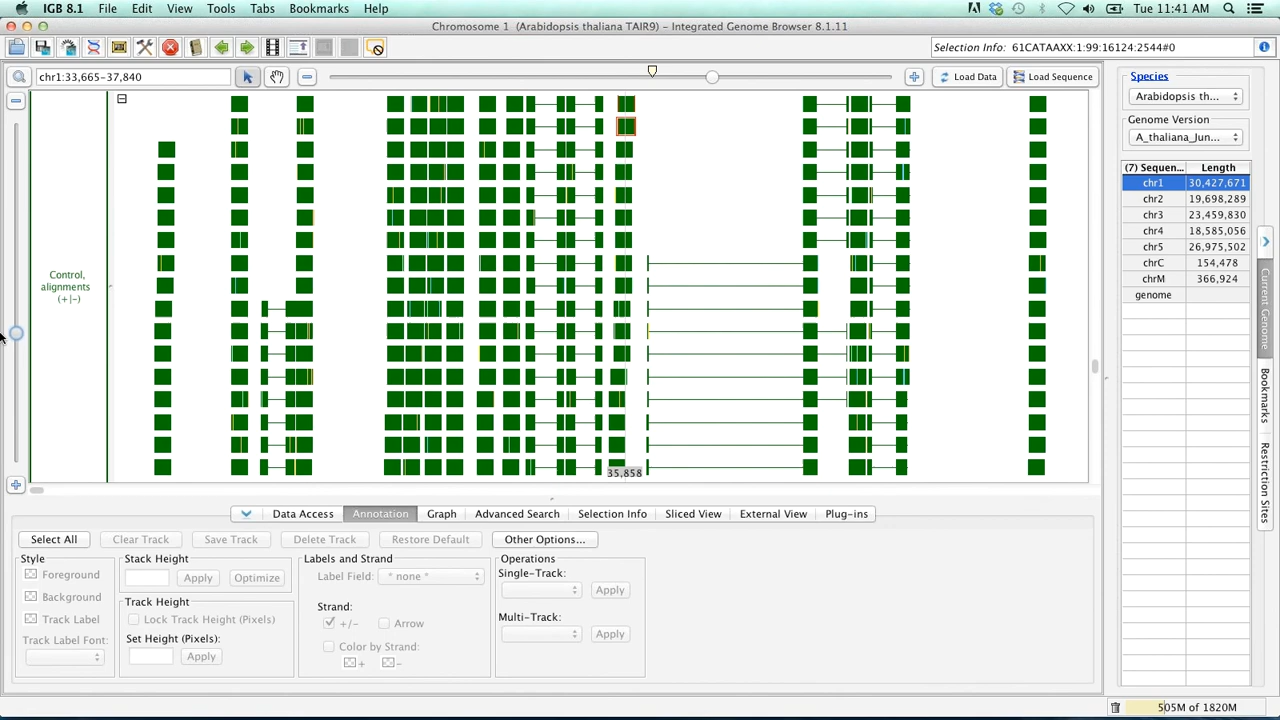 IGB 8.1 File Edit View Tools Tabs Bookmarks Help Tue 11:41 AM
Chromosome 1 (Arabidopsis thaliana TAIR9) – Integrated Genome Browser 8.1.11
Selection Info: 61CATAAXX:1:99:16124:2544#0
chr1:33,665-37,840
Load Data
Load Sequence
Control,
alignments
(+|-)
35,858
Species
Arabidopsis th...
Genome Version
A_thaliana_Jun...
(7) Sequen... Length
chr1 30,427,671
chr2 19,698,289
chr3 23,459,830
chr4 18,585,056
chr5 26,975,502
chrC 154,478
chrM 366,924
genome
Current Genome
Bookmarks
Restriction Sites
Data Access Annotation Graph Advanced Search Selection Info Sliced View External View Plug-ins
Select All Clear Track Save Track Delete Track Restore Default Other Options...
Style
Foreground
Background
Track Label
Track Label Font:
Stack Height
Apply Optimize
Track Height
Lock Track Height (Pixels)
Set Height (Pixels):
Apply
Labels and Strand
Label Field: * none *
Strand:
+/- Arrow
Color by Strand:
+ -
Operations
Single-Track:
Apply
Multi-Track:
Apply
505M of 1820M